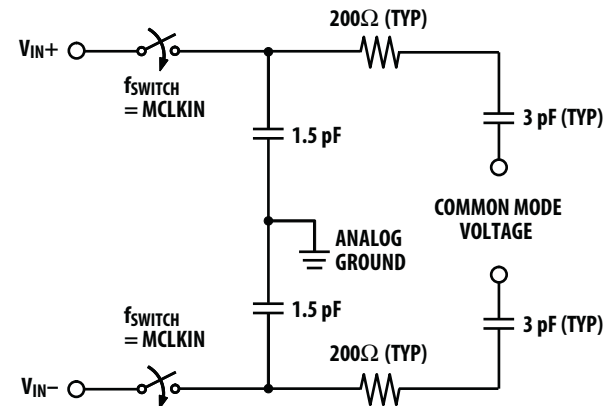 200Ω (TYP)
VIN+
fSWITCH
= MCLKIN
1.5 pF
3 pF (TYP)
COMMON MODE
VOLTAGE
ANALOG
GROUND
1.5 pF
fSWITCH
= MCLKIN
3 pF (TYP)
200Ω (TYP)
VIN−